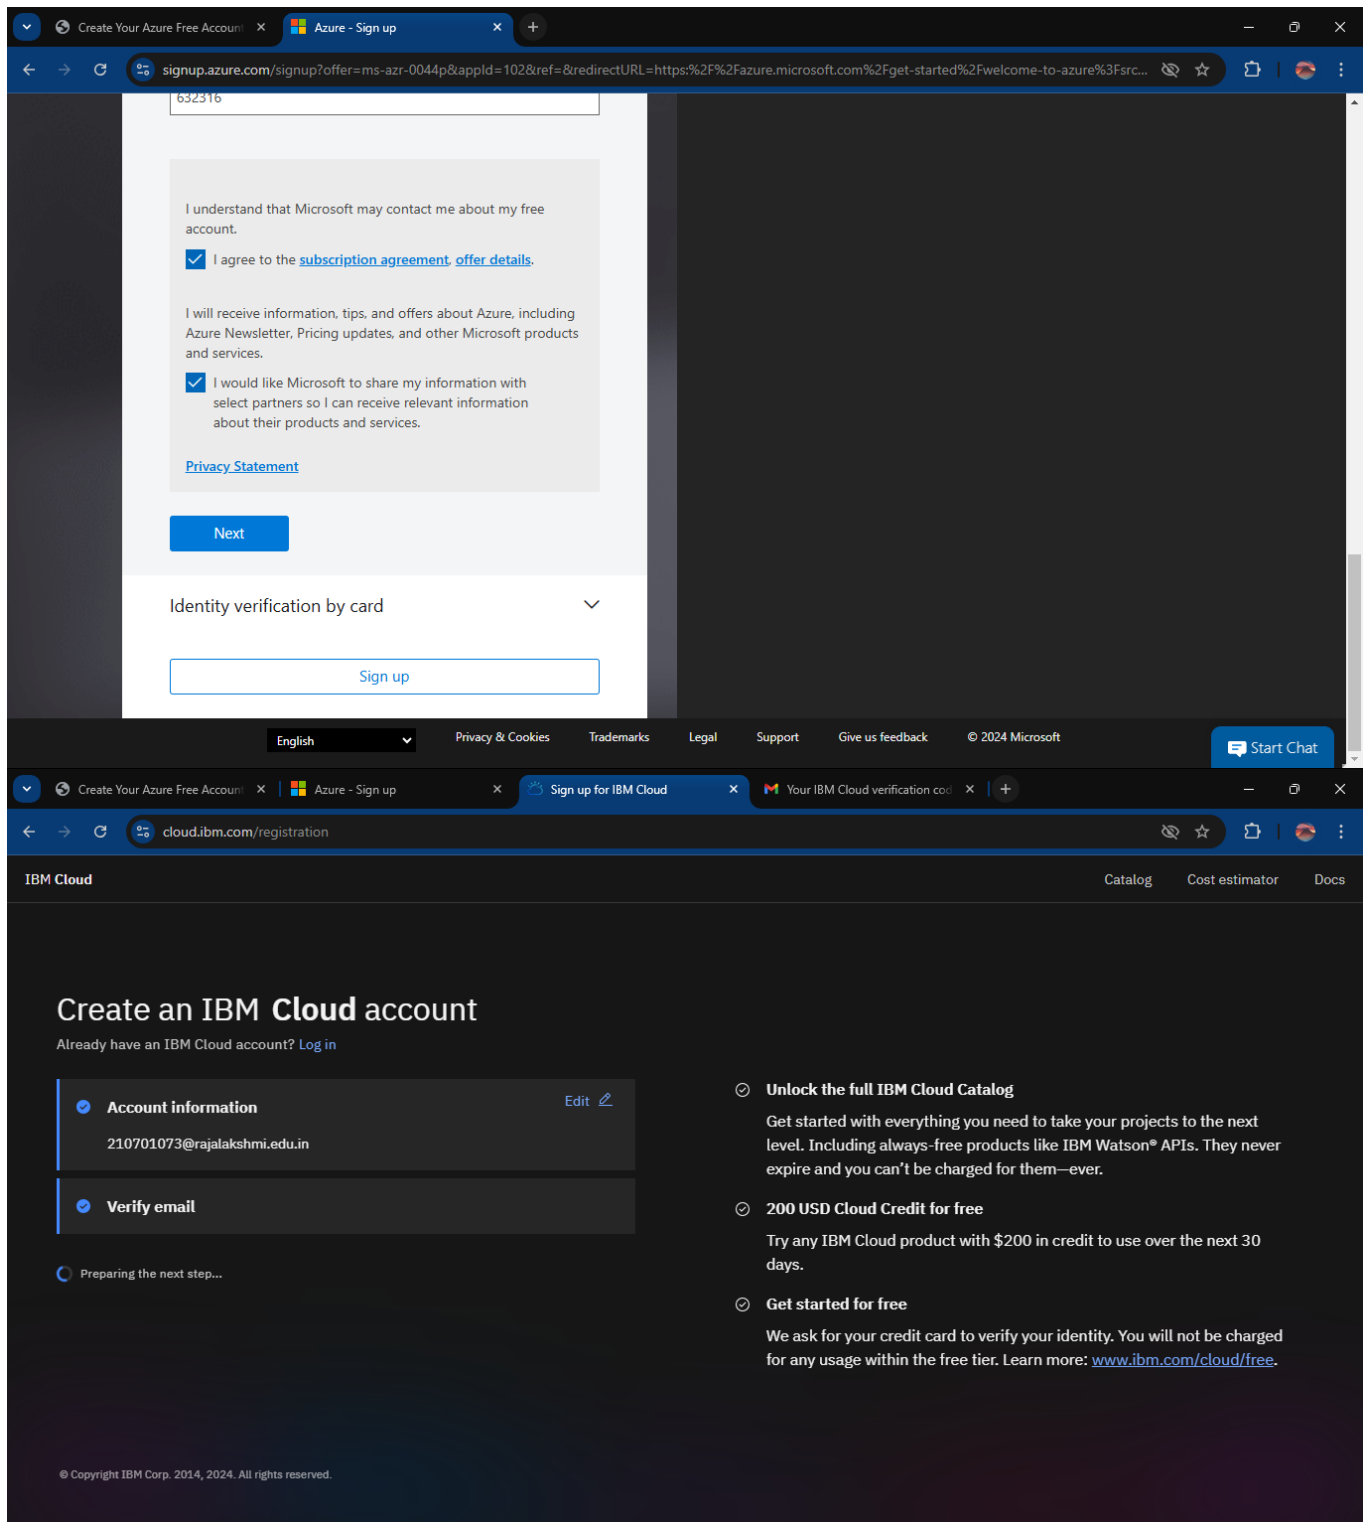 Create Your Azure Free Account
Azure - Sign up
signup.azure.com/signup?offer=ms-azr-0044p&appId=102&ref=&redirectURL=https:%2F%2Fazure.microsoft.com%2Fget-started%2Fwelcome-to-azure%3Fsrc...
632316
I understand that Microsoft may contact me about my free
account.
I agree to the subscription agreement, offer details.
I will receive information, tips, and offers about Azure, including
Azure Newsletter, Pricing updates, and other Microsoft products
and services.
I would like Microsoft to share my information with
select partners so I can receive relevant information
about their products and services.
Privacy Statement
Next
Identity verification by card
Sign up
English
Privacy & Cookies
Trademarks
Legal
Support
Give us feedback
© 2024 Microsoft
Start Chat
Create Your Azure Free Account
Azure - Sign up
Sign up for IBM Cloud
Your IBM Cloud verification cod
cloud.ibm.com/registration
IBM Cloud
Catalog
Cost estimator
Docs
Create an IBM Cloud account
Already have an IBM Cloud account? Log in
Account information
Edit
210701073@rajalakshmi.edu.in
Verify email
Preparing the next step...
Unlock the full IBM Cloud Catalog
Get started with everything you need to take your projects to the next
level. Including always-free products like IBM Watson® APIs. They never
expire and you can't be charged for them—ever.
200 USD Cloud Credit for free
Try any IBM Cloud product with $200 in credit to use over the next 30
days.
Get started for free
We ask for your credit card to verify your identity. You will not be charged
for any usage within the free tier. Learn more: www.ibm.com/cloud/free.
© Copyright IBM Corp. 2014, 2024. All rights reserved.